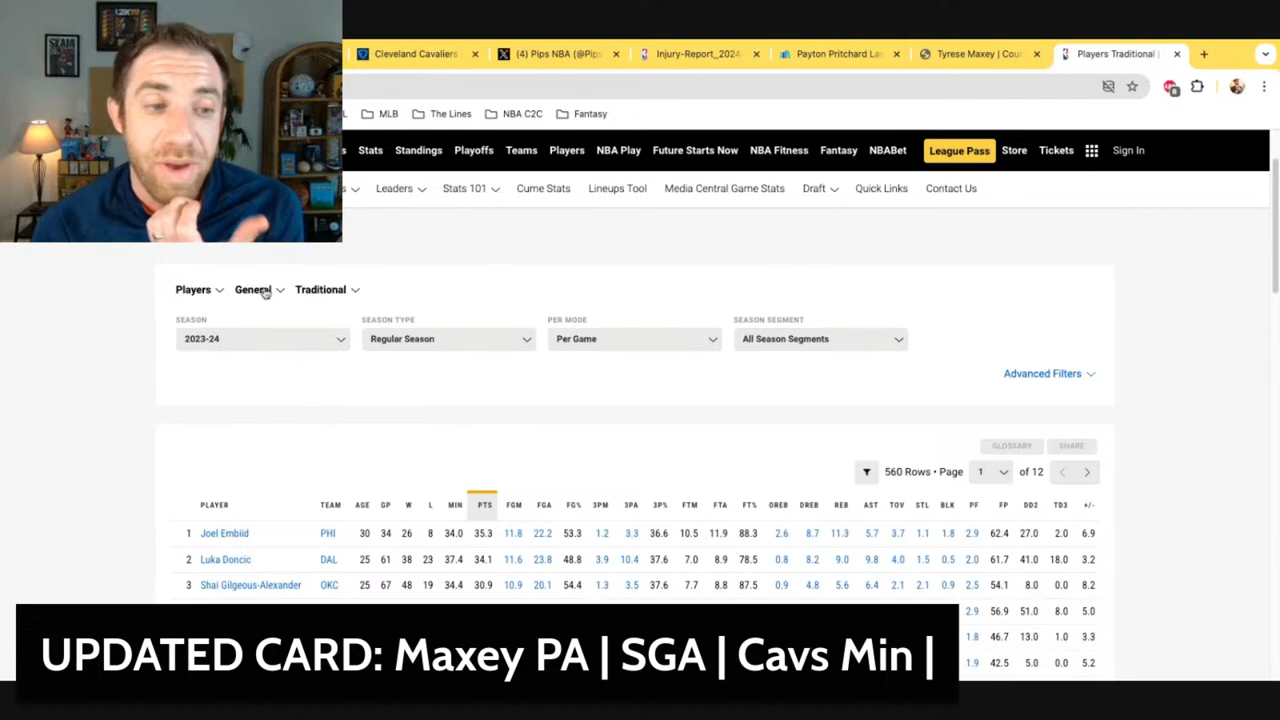 Cleveland Cavaliers
(4) Pips NBA (@Pips
Injury-Report_2024
Payton Pritchard La
Tyrese Maxey | Cou
Players Traditional |
MLB
The Lines
NBA C2C
Fantasy
Stats
Standings
Playoffs
Teams
Players
NBA Play
Future Starts Now
NBA Fitness
Fantasy
NBABet
League Pass
Store
Tickets
Sign In
Leaders
Stats 101
Cume Stats
Lineups Tool
Media Central Game Stats
Draft
Quick Links
Contact Us
Players
General
Traditional
SEASON
SEASON TYPE
PER MODE
SEASON SEGMENT
2023-24
Regular Season
Per Game
All Season Segments
Advanced Filters
GLOSSARY
SHARE
560 Rows • Page 1 of 12
PLAYER TEAM AGE GP W L MIN PTS FGM FGA FG% 3PM 3PA 3P% FTM FTA FT% OREB DREB REB AST TOV STL BLK PF FP DD2 TD3 +/-
1 Joel Embiid PHI 30 34 26 8 34.0 35.3 11.8 22.2 53.3 1.2 3.3 36.6 10.5 11.9 88.3 2.6 8.7 11.3 5.7 3.7 1.1 1.8 2.9 62.4 27.0 2.0 6.9
2 Luka Doncic DAL 25 61 42 19 37.4 34.1 11.6 23.8 48.8 3.9 10.4 37.6 7.0 8.9 78.5 0.8 8.2 9.0 9.8 4.0 1.5 0.5 2.0 61.7 41.0 18.0 3.2
3 Shai Gilgeous-Alexander OKC 25 67 48 19 34.4 30.9 10.9 20.1 54.4 1.3 3.5 37.6 7.7 8.8 87.5 0.9 4.8 5.6 6.4 2.1 2.1 0.9 2.5 54.1 8.0 0.0 8.2
2.9 56.9 51.0 8.0 5.0
1.8 46.7 13.0 1.0 3.3
1.9 42.5 5.0 0.0 5.2
UPDATED CARD: Maxey PA | SGA | Cavs Min |